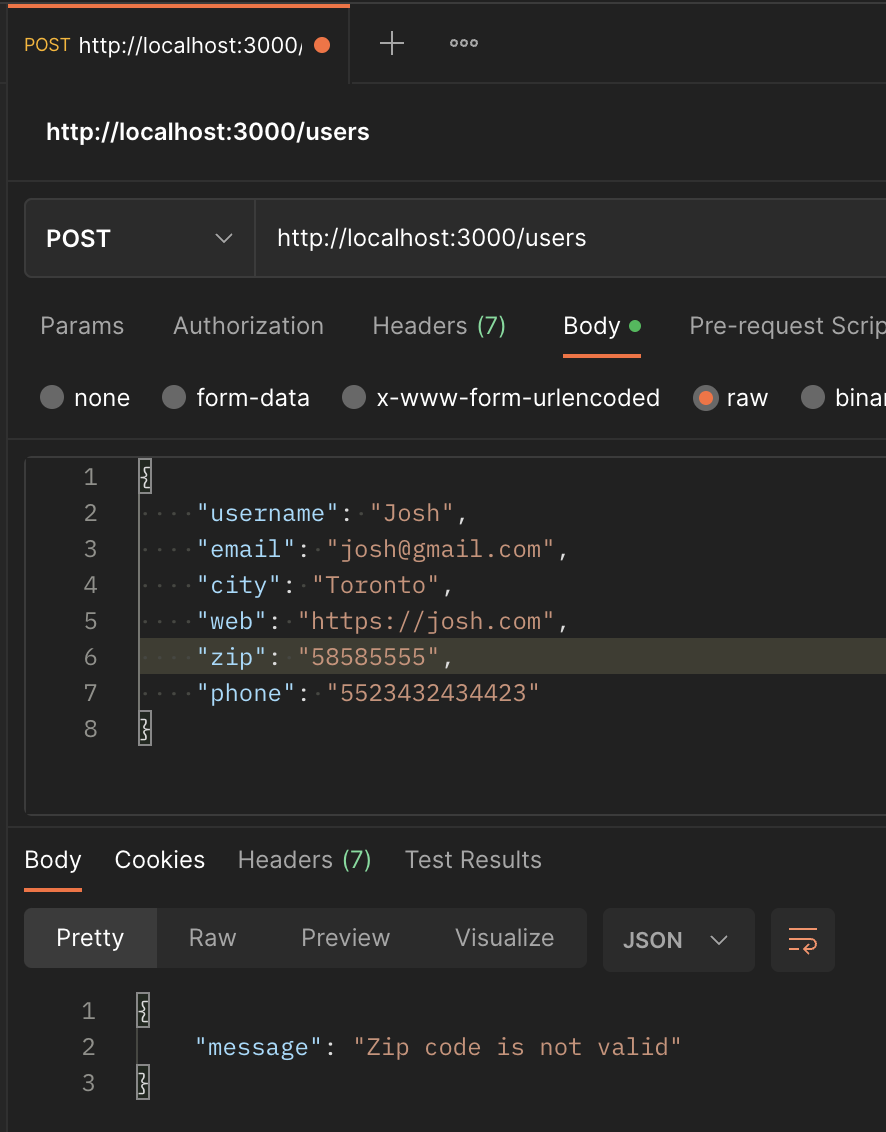 POST http://localhost:3000/
http://localhost:3000/users
POST http://localhost:3000/users
Params Authorization Headers (7) Body Pre-request Scrip
none form-data x-www-form-urlencoded raw binar
1 {
2 "username": "Josh",
3 "email": "josh@gmail.com",
4 "city": "Toronto",
5 "web": "https://josh.com",
6 "zip": "58585555",
7 "phone": "5523432434423"
8 }
Body Cookies Headers (7) Test Results
Pretty Raw Preview Visualize JSON
1 {
2 "message": "Zip code is not valid"
3 }